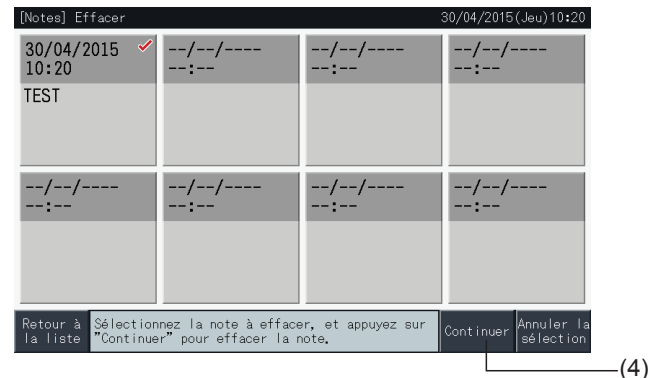 [Notes] Effacer 30/04/2015(Jeu)10:20
30/04/2015 --/--/---- --/--/---- --/--/----
10:20 --:-- --:-- --:--
TEST
--/--/---- --/--/---- --/--/---- --/--/----
--:-- --:-- --:-- --:--
Retour à la liste
Sélectionnez la note à effacer, et appuyez sur
"Continuer" pour effacer la note.
Continuer
Annuler la
sélection
(4)